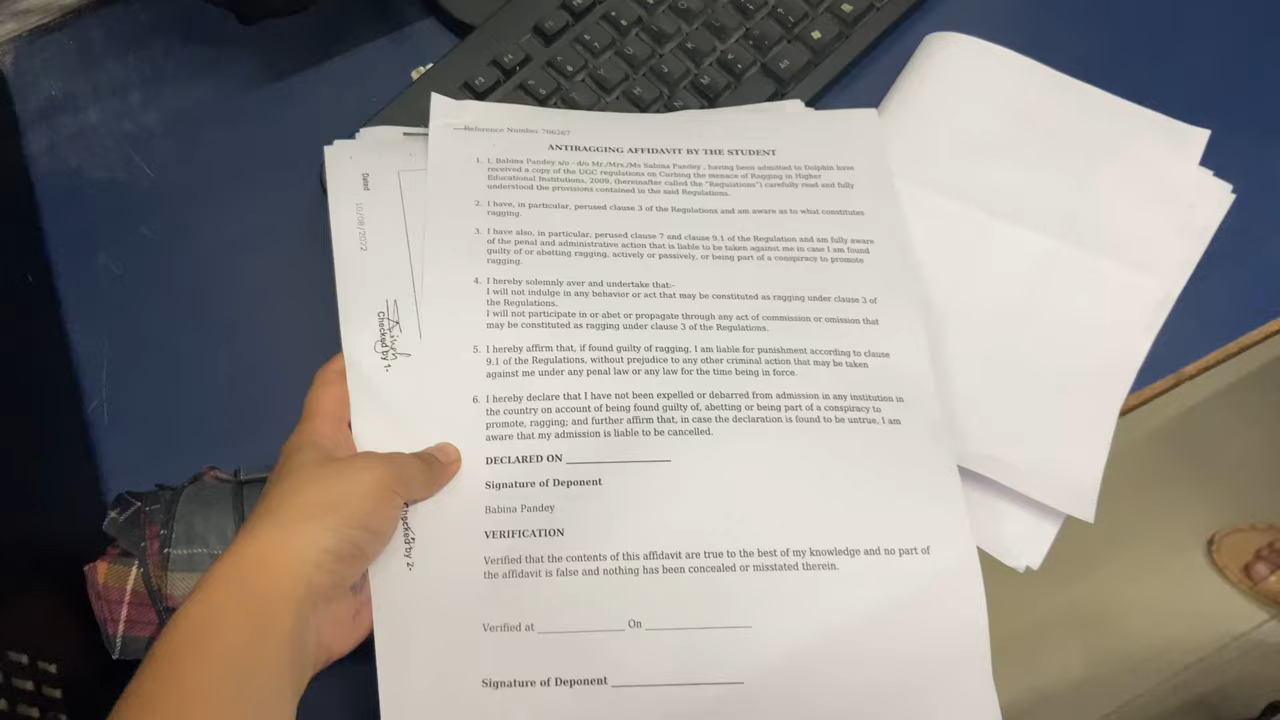 Reference Number 706267
ANTIRAGGING AFFIDAVIT BY THE STUDENT
1. I, Babina Pandey s/o - d/o Mr./Mrs./Ms Sabina Pandey , having been admitted to Dolphin have
received a copy of the UGC regulations on Curbing the menace of Ragging in Higher
Educational Institutions, 2009, (hereinafter called the "Regulations") carefully read and fully
understood the provisions contained in the said Regulations.
2. I have, in particular, perused clause 3 of the Regulations and am aware as to what constitutes
ragging.
3. I have also, in particular, perused clause 7 and clause 9.1 of the Regulation and am fully aware
of the penal and administrative action that is liable to be taken against me in case I am found
guilty of or abetting ragging, actively or passively, or being part of a conspiracy to promote
ragging.
4. I hereby solemnly aver and undertake that:-
I will not indulge in any behavior or act that may be constituted as ragging under clause 3 of
the Regulations.
I will not participate in or abet or propagate through any act of commission or omission that
may be constituted as ragging under clause 3 of the Regulations.
5. I hereby affirm that, if found guilty of ragging, I am liable for punishment according to clause
9.1 of the Regulations, without prejudice to any other criminal action that may be taken
against me under any penal law or any law for the time being in force.
6. I hereby declare that I have not been expelled or debarred from admission in any institution in
the country on account of being found guilty of, abetting or being part of a conspiracy to
promote, ragging; and further affirm that, in case the declaration is found to be untrue, I am
aware that my admission is liable to be cancelled.
DECLARED ON
Signature of Deponent
Babina Pandey
VERIFICATION
Verified that the contents of this affidavit are true to the best of my knowledge and no part of
the affidavit is false and nothing has been concealed or misstated therein.
Verified at On
Signature of Deponent
Dated 10/08/2022
Checked by 1-
Checked by 2-